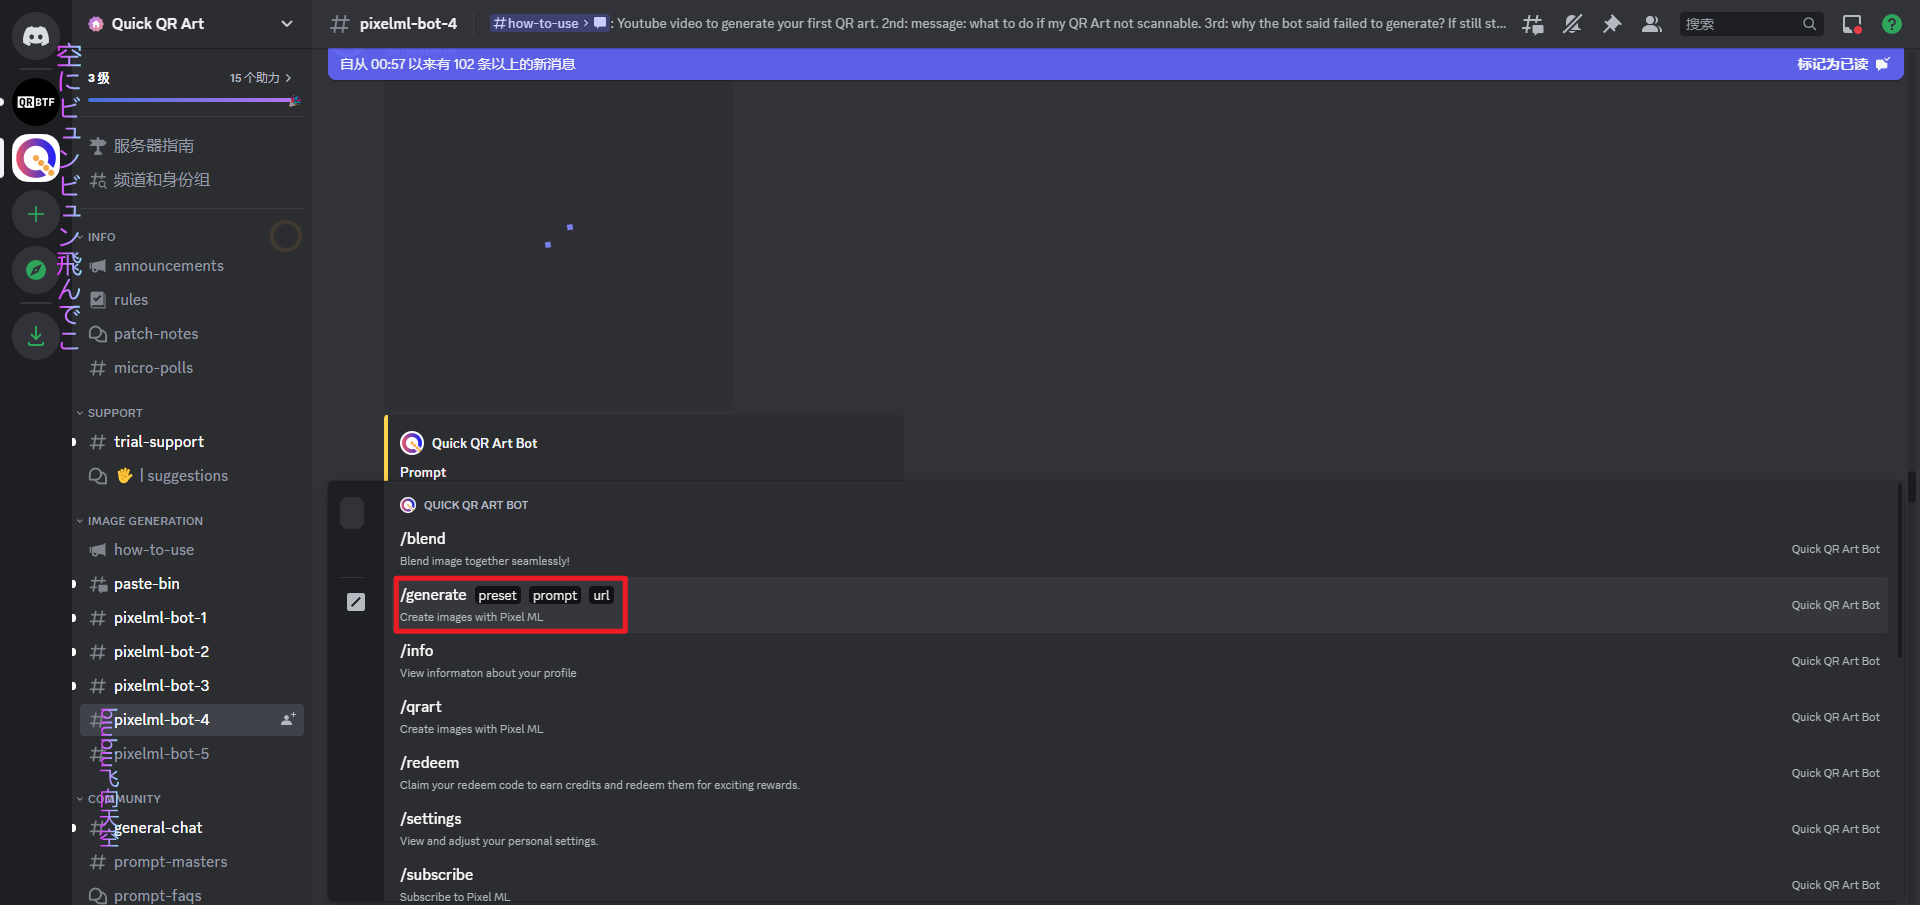 Quick QR Art
3 级
15 个助力
QRBTF
服务器指南
频道和身份组
INFO
announcements
rules
patch-notes
micro-polls
SUPPORT
trial-support
| suggestions
IMAGE GENERATION
how-to-use
paste-bin
pixelml-bot-1
pixelml-bot-2
pixelml-bot-3
pixelml-bot-4
pixelml-bot-5
COMMUNITY
general-chat
prompt-masters
prompt-faqs
空にビュンビュン飛んでこ
飞向天空
pixelml-bot-4
#how-to-use › : Youtube video to generate your first QR art. 2nd: message: what to do if my QR Art not scannable. 3rd: why the bot said failed to generate? If still st...
搜索
自从 00:57 以来有 102 条以上的新消息
标记为已读
Quick QR Art Bot
Prompt
QUICK QR ART BOT
/blend
Blend image together seamlessly!
Quick QR Art Bot
/generate preset prompt url
Create images with Pixel ML
Quick QR Art Bot
/info
View informaton about your profile
Quick QR Art Bot
/qrart
Create images with Pixel ML
Quick QR Art Bot
/redeem
Claim your redeem code to earn credits and redeem them for exciting rewards.
Quick QR Art Bot
/settings
View and adjust your personal settings.
Quick QR Art Bot
/subscribe
Subscribe to Pixel ML
Quick QR Art Bot